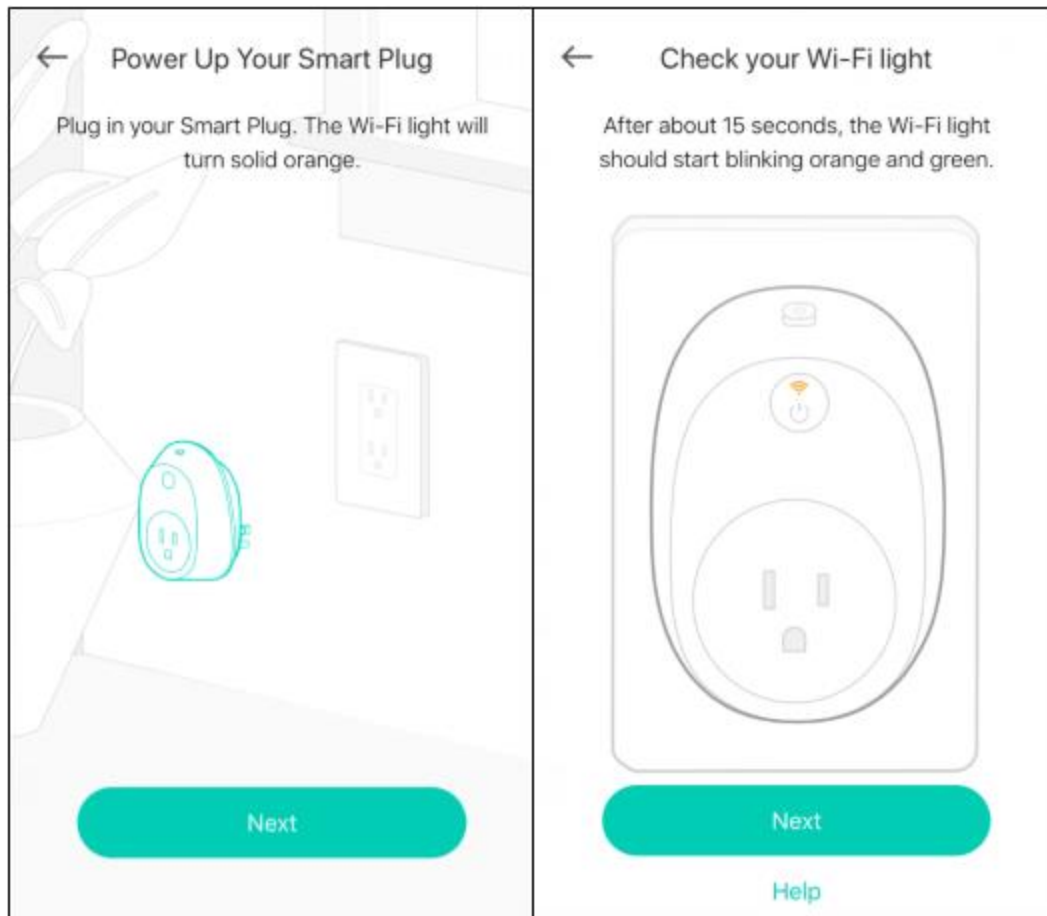 Power Up Your Smart Plug
Plug in your Smart Plug. The Wi-Fi light will
turn solid orange.
Next
Check your Wi-Fi light
After about 15 seconds, the Wi-Fi light
should start blinking orange and green.
Next
Help